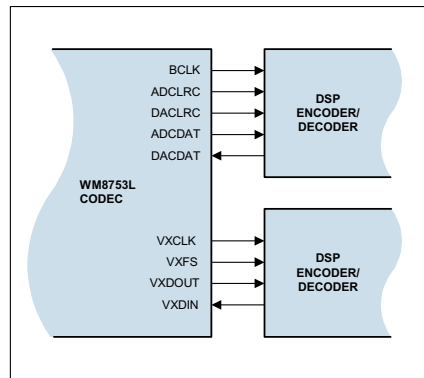 BCLK
ADCLRC
DACLRC
ADCDAT
DACDAT
DSP
ENCODER/
DECODER
WM8753L
CODEC
VXCLK
VXFS
VXDOUT
VXDIN
DSP
ENCODER/
DECODER